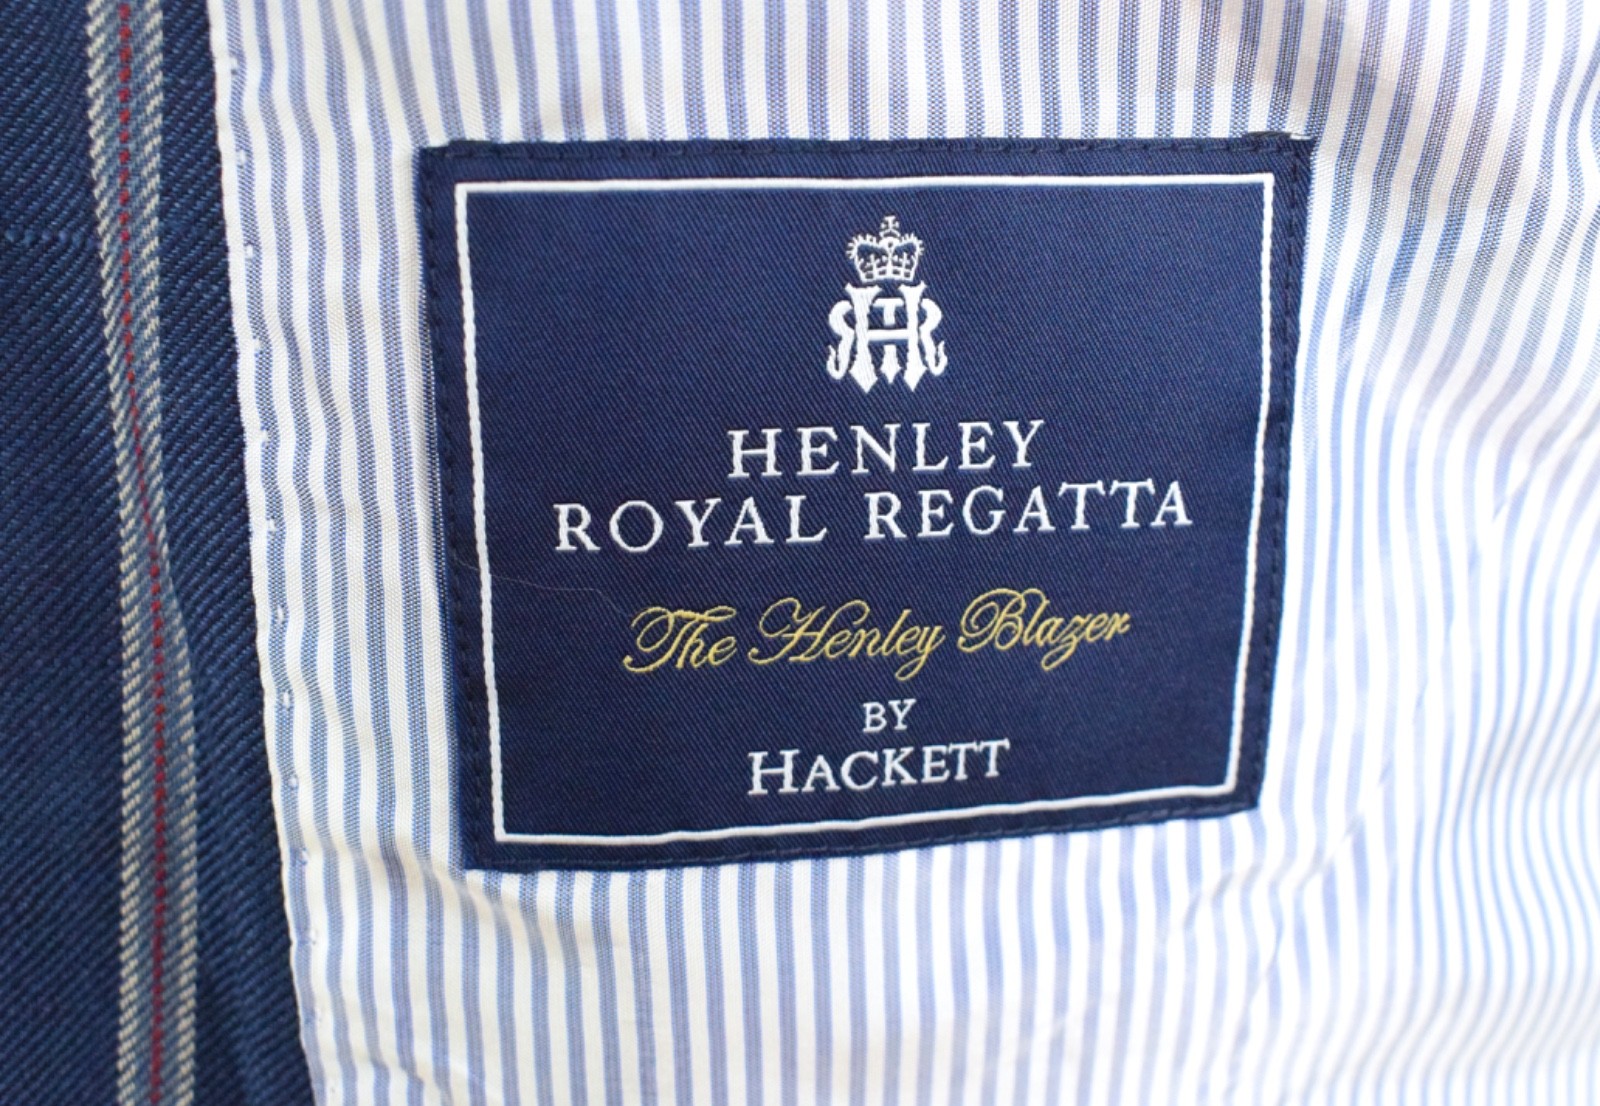 HENLEY
ROYAL REGATTA
The Henley Blazer
BY
HACKETT